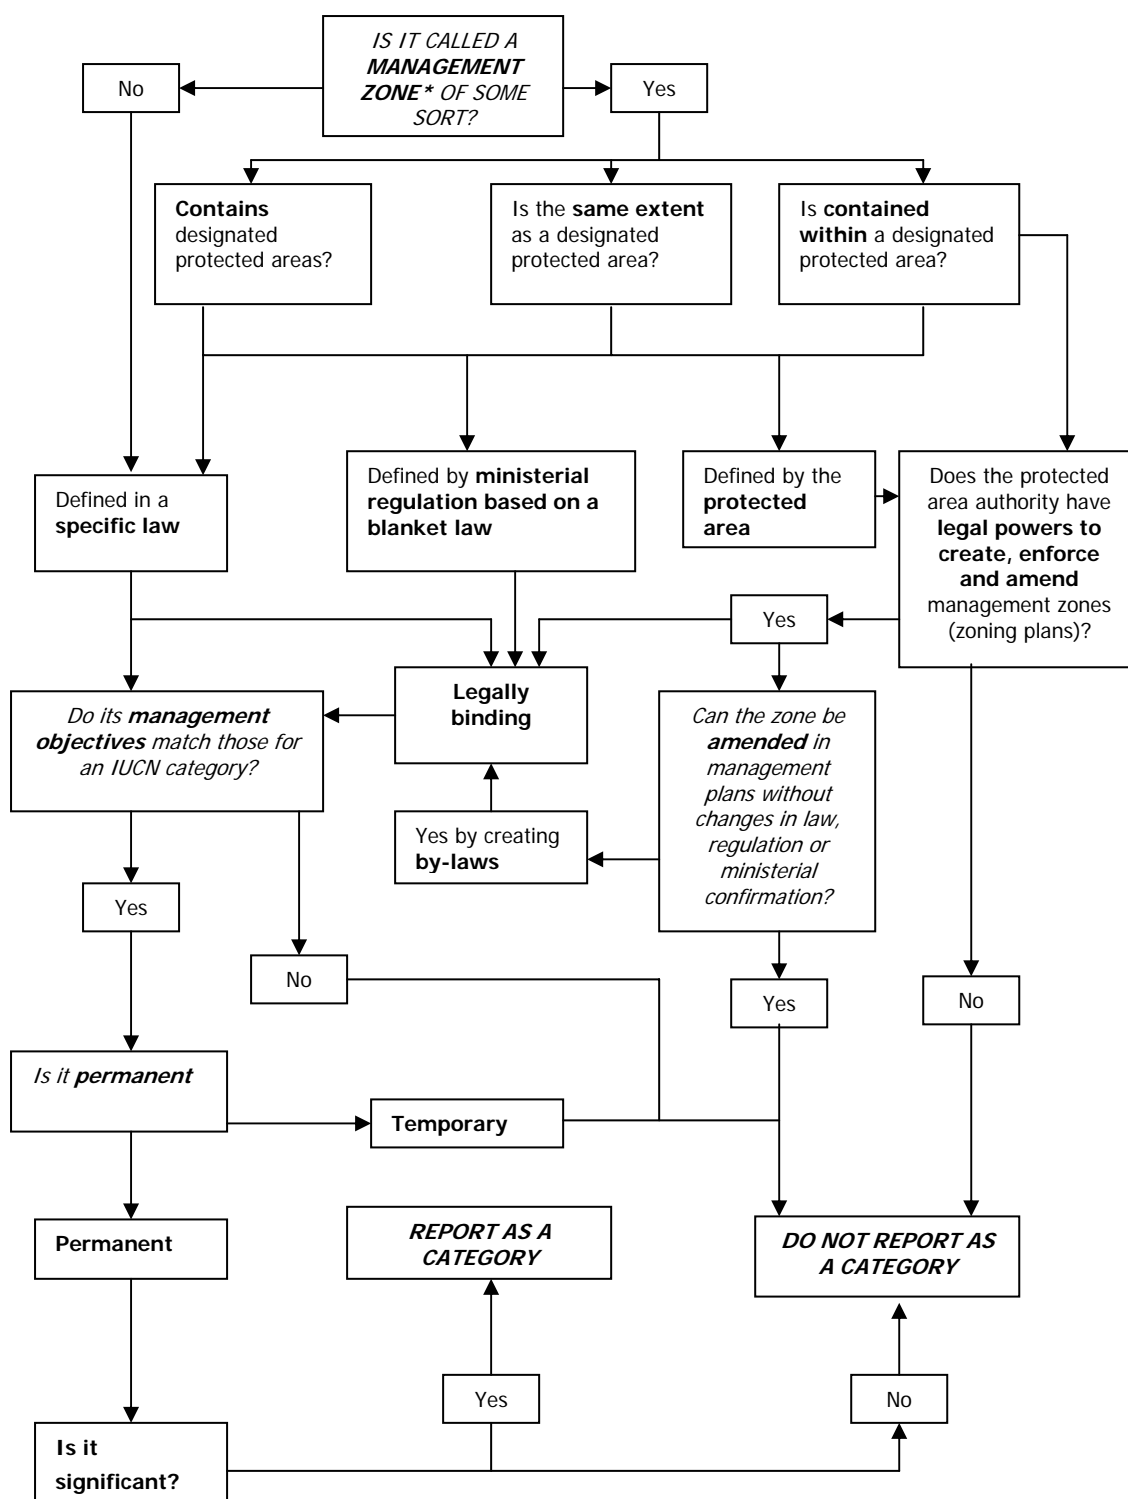 IS IT CALLED A
MANAGEMENT
ZONE* OF SOME
SORT?
No
Yes
Contains
designated
protected areas?
Is the same extent
as a designated
protected area?
Is contained
within a designated
protected area?
Defined in a
specific law
Defined by ministerial
regulation based on a
blanket law
Defined by the
protected
area
Does the protected
area authority have
legal powers to
create, enforce
and amend
management zones
(zoning plans)?
Yes
Legally
binding
Do its management
objectives match those for
an IUCN category?
Can the zone be
amended in
management
plans without
changes in law,
regulation or
ministerial
confirmation?
Yes by creating
by-laws
Yes
No
Yes
No
Is it permanent
Temporary
Permanent
REPORT AS A
CATEGORY
DO NOT REPORT AS
A CATEGORY
Yes
No
Is it
significant?